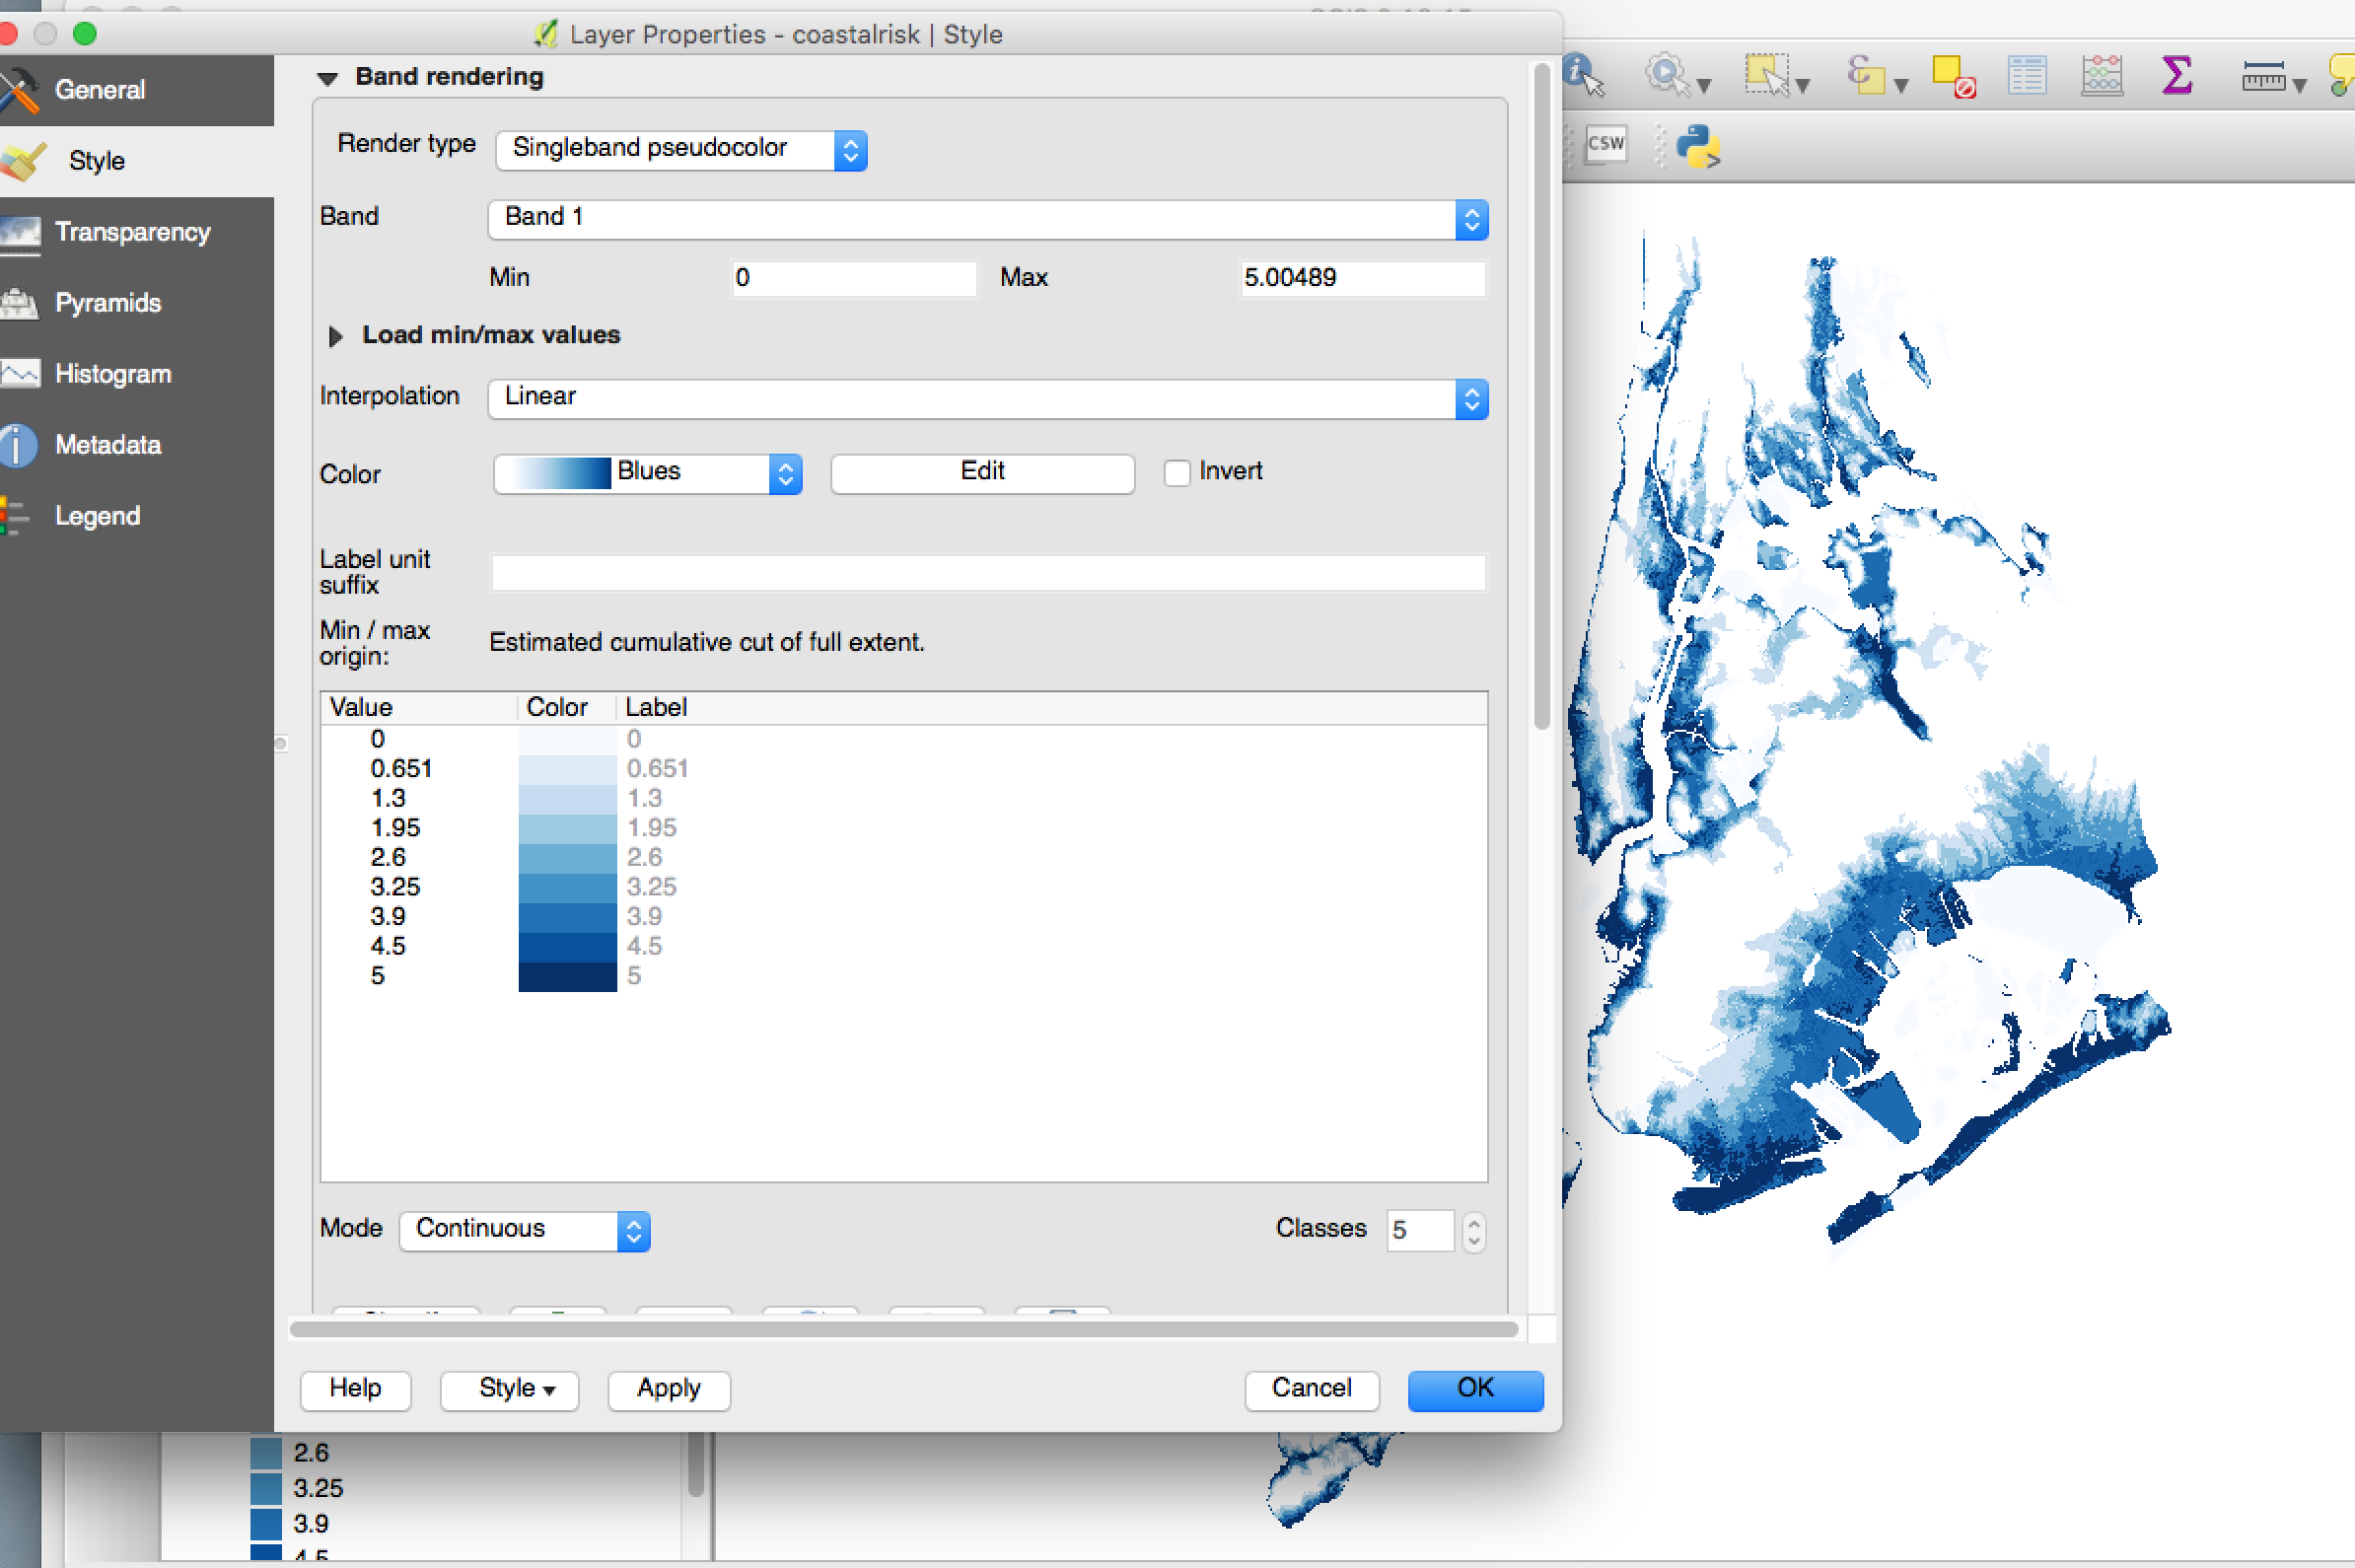 Layer Properties - coastalrisk | Style
General
Style
Transparency
Pyramids
Histogram
Metadata
Legend
Band rendering
Render type Singleband pseudocolor
Band Band 1
Min 0 Max 5.00489
Load min/max values
Interpolation Linear
Color Blues Edit Invert
Label unit
suffix
Min / max
origin: Estimated cumulative cut of full extent.
Value Color Label
0 0
0.651 0.651
1.3 1.3
1.95 1.95
2.6 2.6
3.25 3.25
3.9 3.9
4.5 4.5
5 5
Mode Continuous Classes 5
Help Style Apply Cancel OK
CSW
2.6
3.25
3.9
4.5